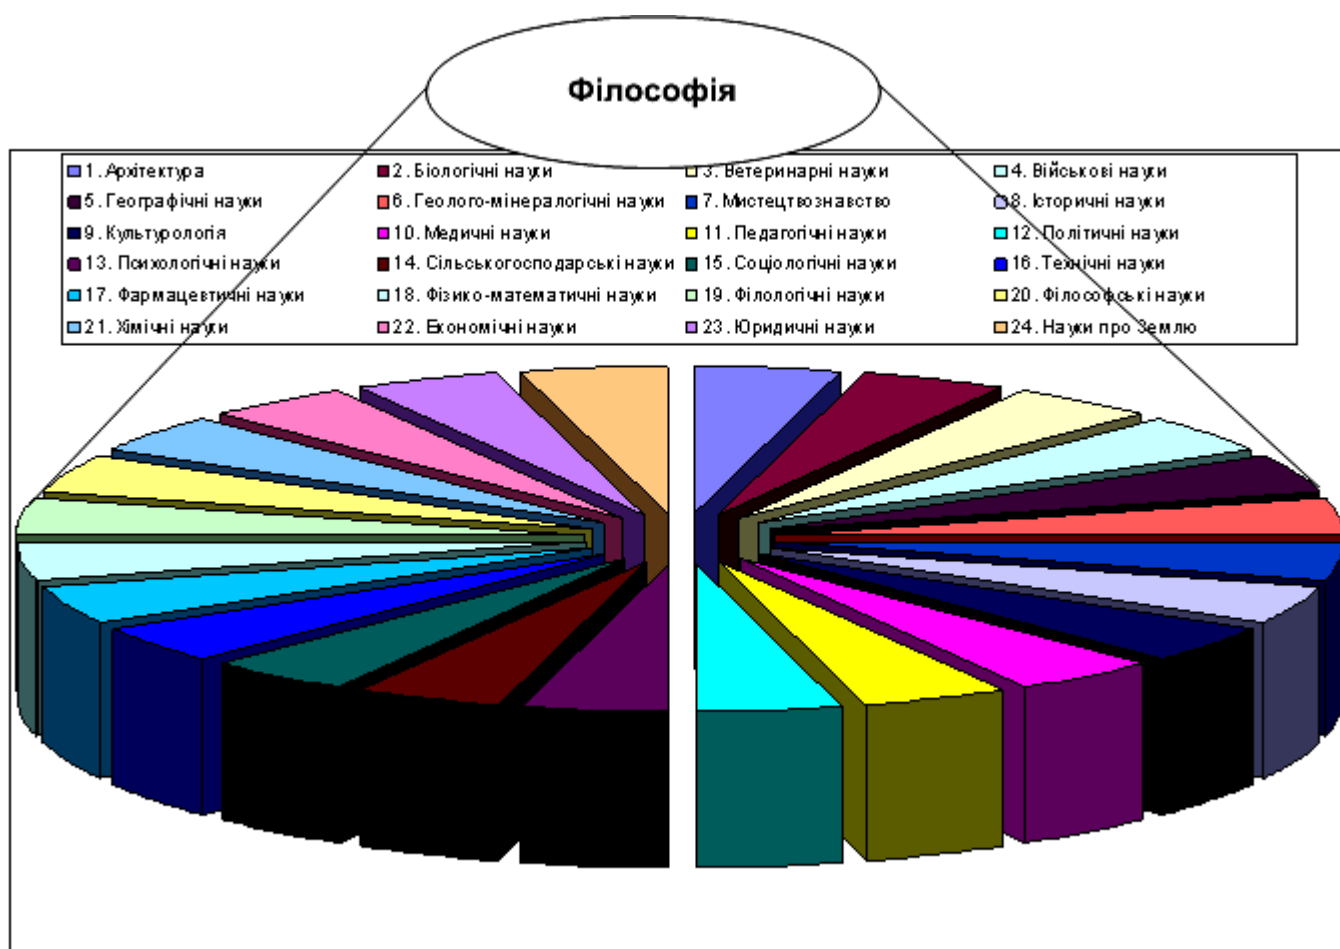 Філософія
1. Архітектура 2. Біологічні науки 3. Ветеринарні науки 4. Військові науки
5. Географічні науки 6. Геолого-мінералогічні науки 7. Мистецтвознавство 8. Історичні науки
9. Культурологія 10. Медичні науки 11. Педагогічні науки 12. Політичні науки
13. Психологічні науки 14. Сільськогосподарські науки 15. Соціологічні науки 16. Технічні науки
17. Фармацевтичні науки 18. Фізико-математичні науки 19. Філологічні науки 20. Філософські науки
21. Хімічні науки 22. Економічні науки 23. Юридичні науки 24. Науки про Землю